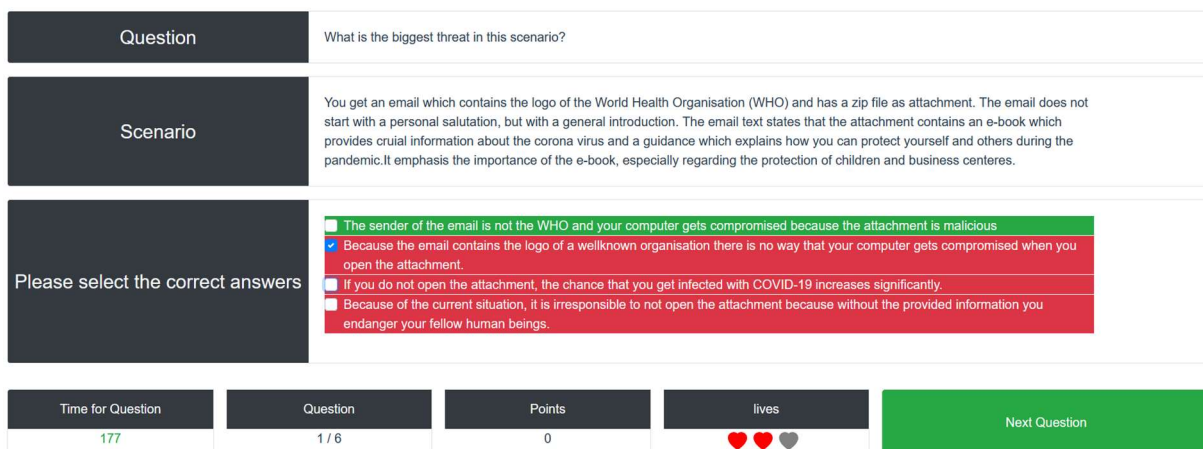 Question
What is the biggest threat in this scenario?
Scenario
You get an email which contains the logo of the World Health Organisation (WHO) and has a zip file as attachment. The email does not
start with a personal salutation, but with a general introduction. The email text states that the attachment contains an e-book which
provides cruial information about the corona virus and a guidance which explains how you can protect yourself and others during the
pandemic.It emphasis the importance of the e-book, especially regarding the protection of children and business centeres.
Please select the correct answers
The sender of the email is not the WHO and your computer gets compromised because the attachment is malicious
Because the email contains the logo of a wellknown organisation there is no way that your computer gets compromised when you
open the attachment.
If you do not open the attachment, the chance that you get infected with COVID-19 increases significantly.
Because of the current situation, it is irresponsible to not open the attachment because without the provided information you
endanger your fellow human beings.
Time for Question
177
Question
1 / 6
Points
0
lives
Next Question